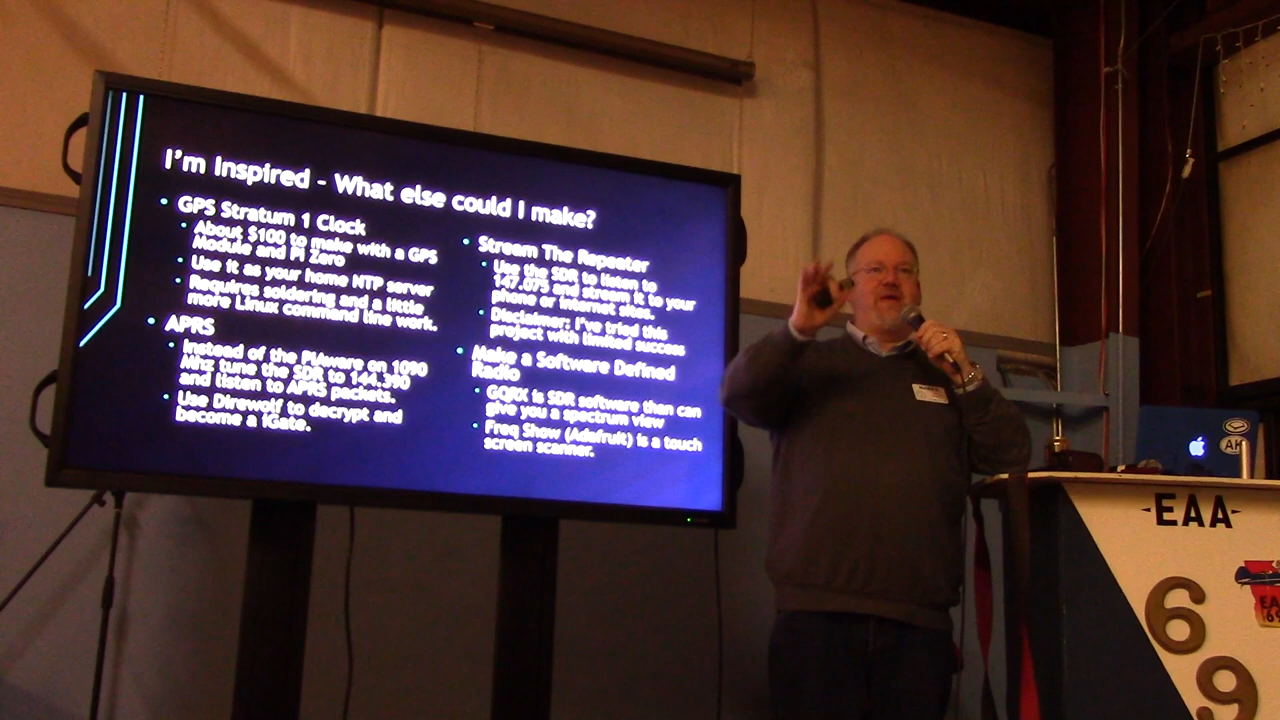 I'm Inspired - What else could I make?
• GPS Stratum 1 Clock
• About $100 to make with a GPS
Module and Pi Zero
• Use it as your home NTP server
• Requires soldering and a little
more Linux command line work.
• APRS
• Instead of the PiAware on 1090
Mhz tune the SDR to 144.390
and listen to APRS packets.
• Use Direwolf to decrypt and
become a iGate.
• Stream The Repeater
• Use the SDR to listen to
147.075 and stream it to your
phone or internet sites.
• Disclaimer: I've tried this
project with limited success
• Make a Software Defined
Radio
• GQRX is SDR software than can
give you a spectrum view
• Freq Show (Adafruit) is a touch
screen scanner.
AK
-EAA-
6
9